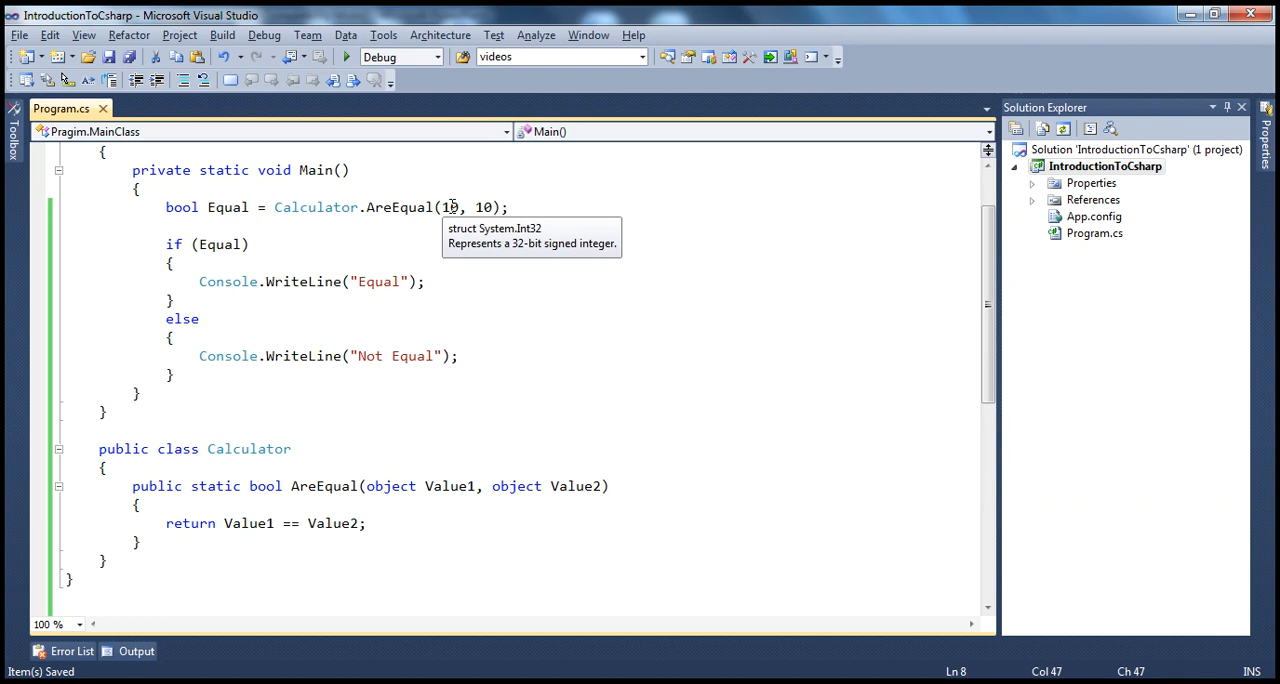 IntroductionToCsharp - Microsoft Visual Studio
File Edit View Refactor Project Build Debug Team Data Tools Architecture Test Analyze Window Help
Debug videos
Program.cs
Solution Explorer
Pragim.MainClass Main()
Toolbox
Properties
Solution 'IntroductionToCsharp' (1 project)
IntroductionToCsharp
Properties
References
App.config
Program.cs
{
private static void Main()
{
bool Equal = Calculator.AreEqual(10, 10);
struct System.Int32
Represents a 32-bit signed integer.
if (Equal)
{
Console.WriteLine("Equal");
}
else
{
Console.WriteLine("Not Equal");
}
}
}
public class Calculator
{
public static bool AreEqual(object Value1, object Value2)
{
return Value1 == Value2;
}
}
}
100 %
Error List Output
Item(s) Saved Ln 8 Col 47 Ch 47 INS